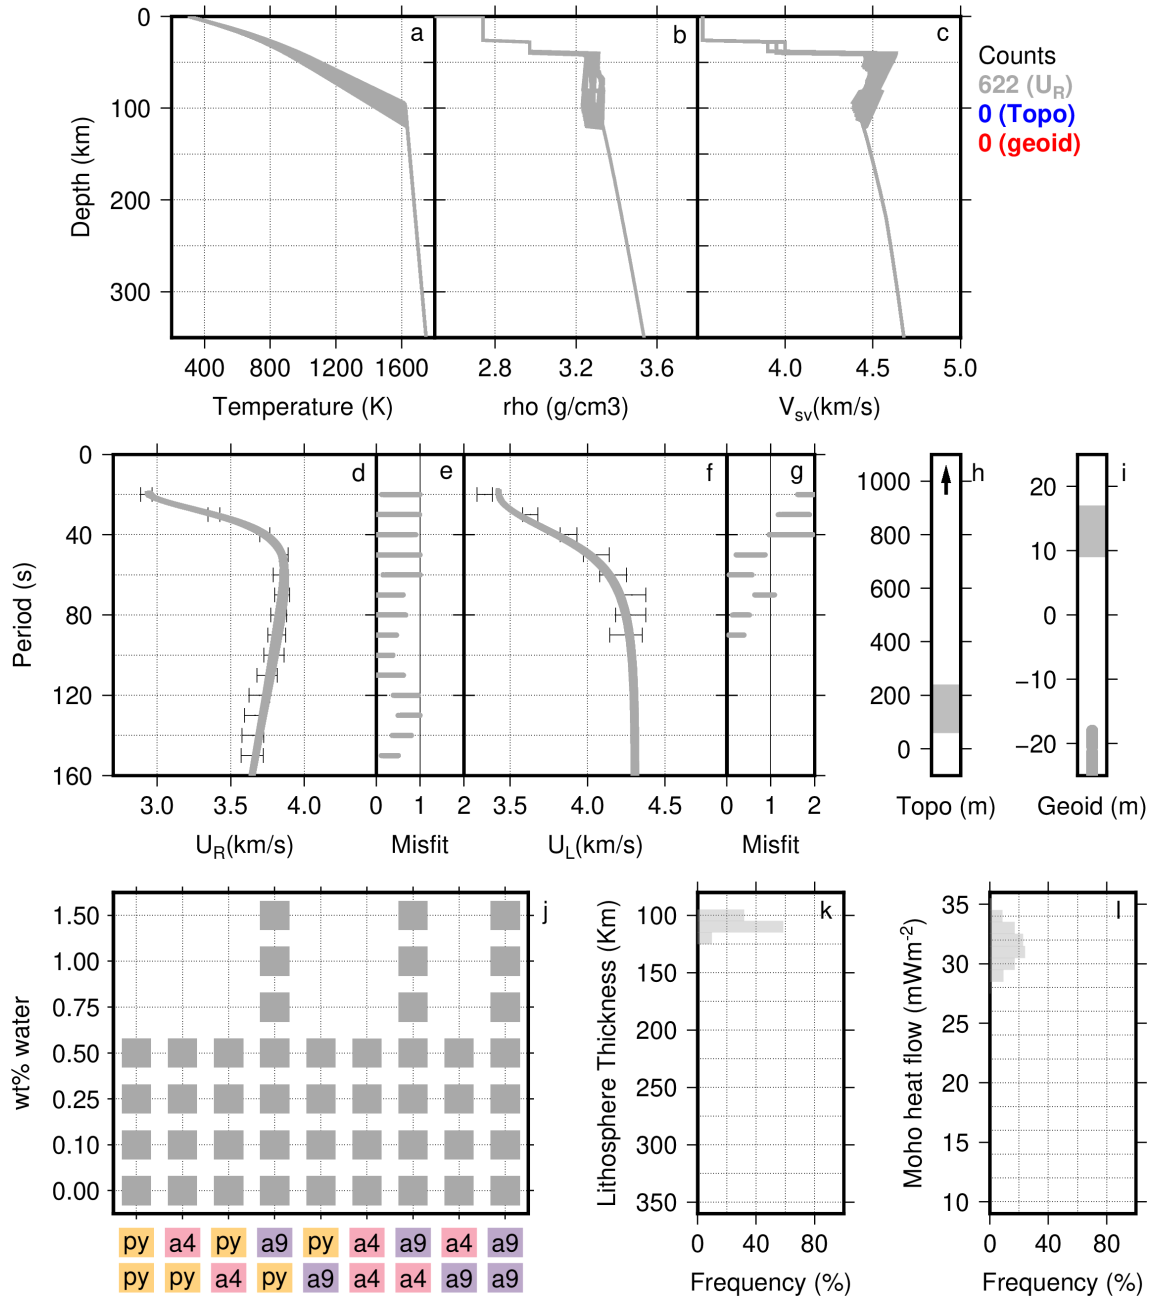 0
100
200
300
Depth (km)
a
b
c
400
800
1200
1600
2.8
3.2
3.6
4.0
4.5
5.0
Temperature (K)
rho (g/cm3)
Vsv(km/s)
Counts
622 (UR)
0 (Topo)
0 (geoid)
0
40
80
120
160
Period (s)
d
e
f
g
3.0
3.5
4.0
0
1
2
3.5
4.0
4.5
0
1
2
UR(km/s)
Misfit
UL(km/s)
Misfit
1000
800
600
400
200
0
h
Topo (m)
20
10
0
−10
−20
i
Geoid (m)
1.50
1.00
0.75
0.50
0.25
0.10
0.00
wt% water
j
py a4 py a9 py a4 a9 a4 a9
py py a4 py a9 a4 a4 a9 a9
100
150
200
250
300
350
Lithosphere Thickness (Km)
k
0
40
80
Frequency (%)
35
30
25
20
15
10
Moho heat flow (mWm-2)
l
0
40
80
Frequency (%)